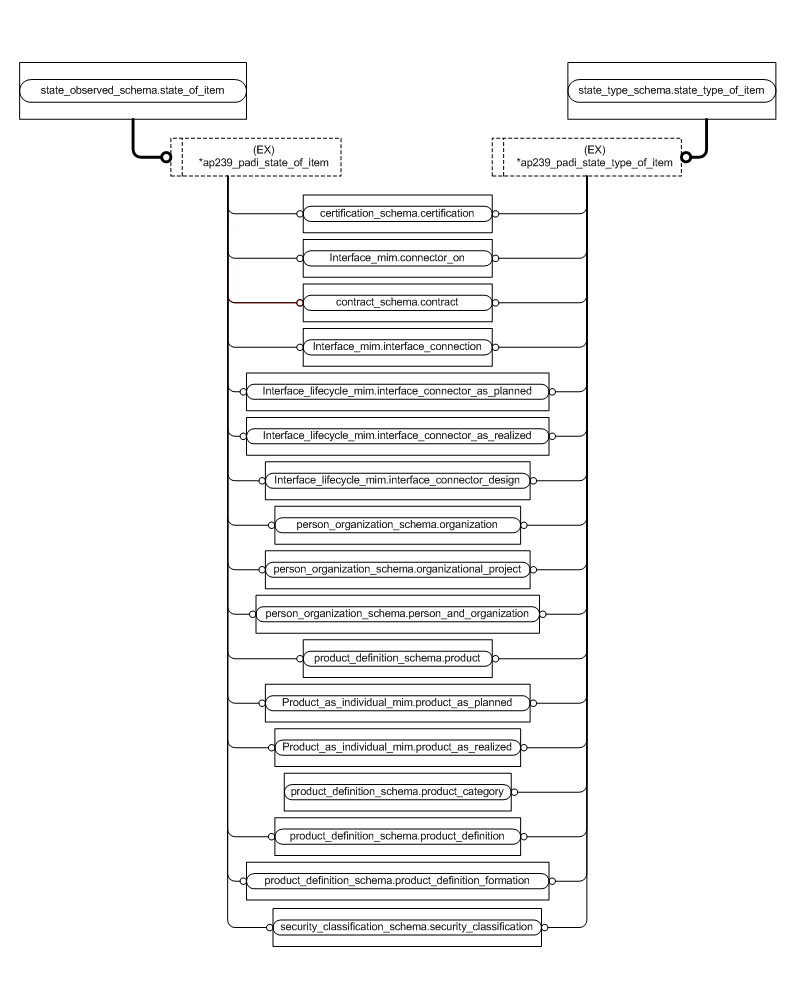 state_observed_schema.state_of_item
state_type_schema.state_type_of_item
(EX)
*ap239_padi_state_of_item
(EX)
*ap239_padi_state_type_of_item
certification_schema.certification
Interface_mim.connector_on
contract_schema.contract
Interface_mim.interface_connection
Interface_lifecycle_mim.interface_connector_as_planned
Interface_lifecycle_mim.interface_connector_as_realized
Interface_lifecycle_mim.interface_connector_design
person_organization_schema.organization
person_organization_schema.organizational_project
person_organization_schema.person_and_organization
product_definition_schema.product
Product_as_individual_mim.product_as_planned
Product_as_individual_mim.product_as_realized
product_definition_schema.product_category
product_definition_schema.product_definition
product_definition_schema.product_definition_formation
security_classification_schema.security_classification